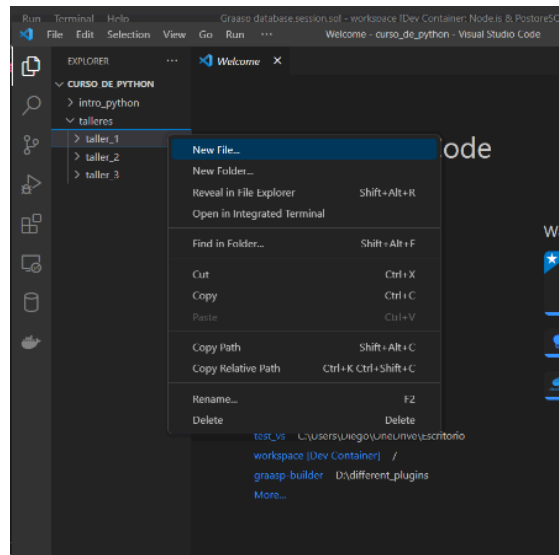 Run Terminal Help Graasp database.session.sql - workspace [Dev Container: Node.js & PostgreSQ
File Edit Selection View Go Run ··· Welcome - curso_de_python - Visual Studio Code
EXPLORER ··· Welcome ×
CURSO_DE_PYTHON
intro_python
talleres
taller_1
taller_2
taller_3
New File...
New Folder...
Reveal in File Explorer Shift+Alt+R
Open in Integrated Terminal
Find in Folder... Shift+Alt+F
Cut Ctrl+X
Copy Ctrl+C
Paste Ctrl+V
Copy Path Shift+Alt+C
Copy Relative Path Ctrl+K Ctrl+Shift+C
Rename... F2
Delete Delete
ode
W
test_vs C:\Users\Diego\OneDrive\Escritorio
workspace [Dev Container] /
graasp-builder D:\different_plugins
More...